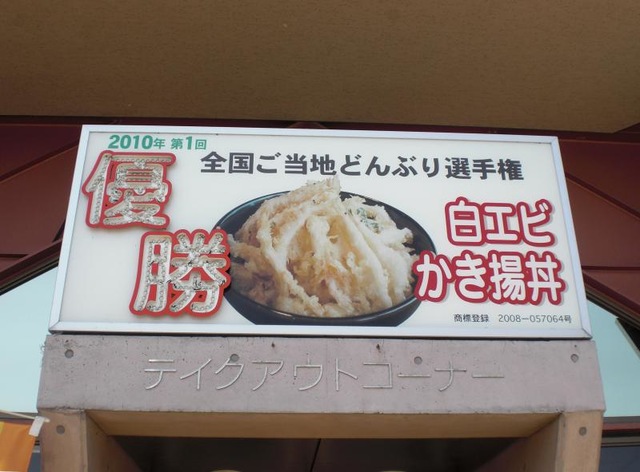 2010年 第1回
全国ご当地どんぶり選手権
優勝
白エビ
かき揚丼
商標登録 2008-057064号
テイクアウトコーナー